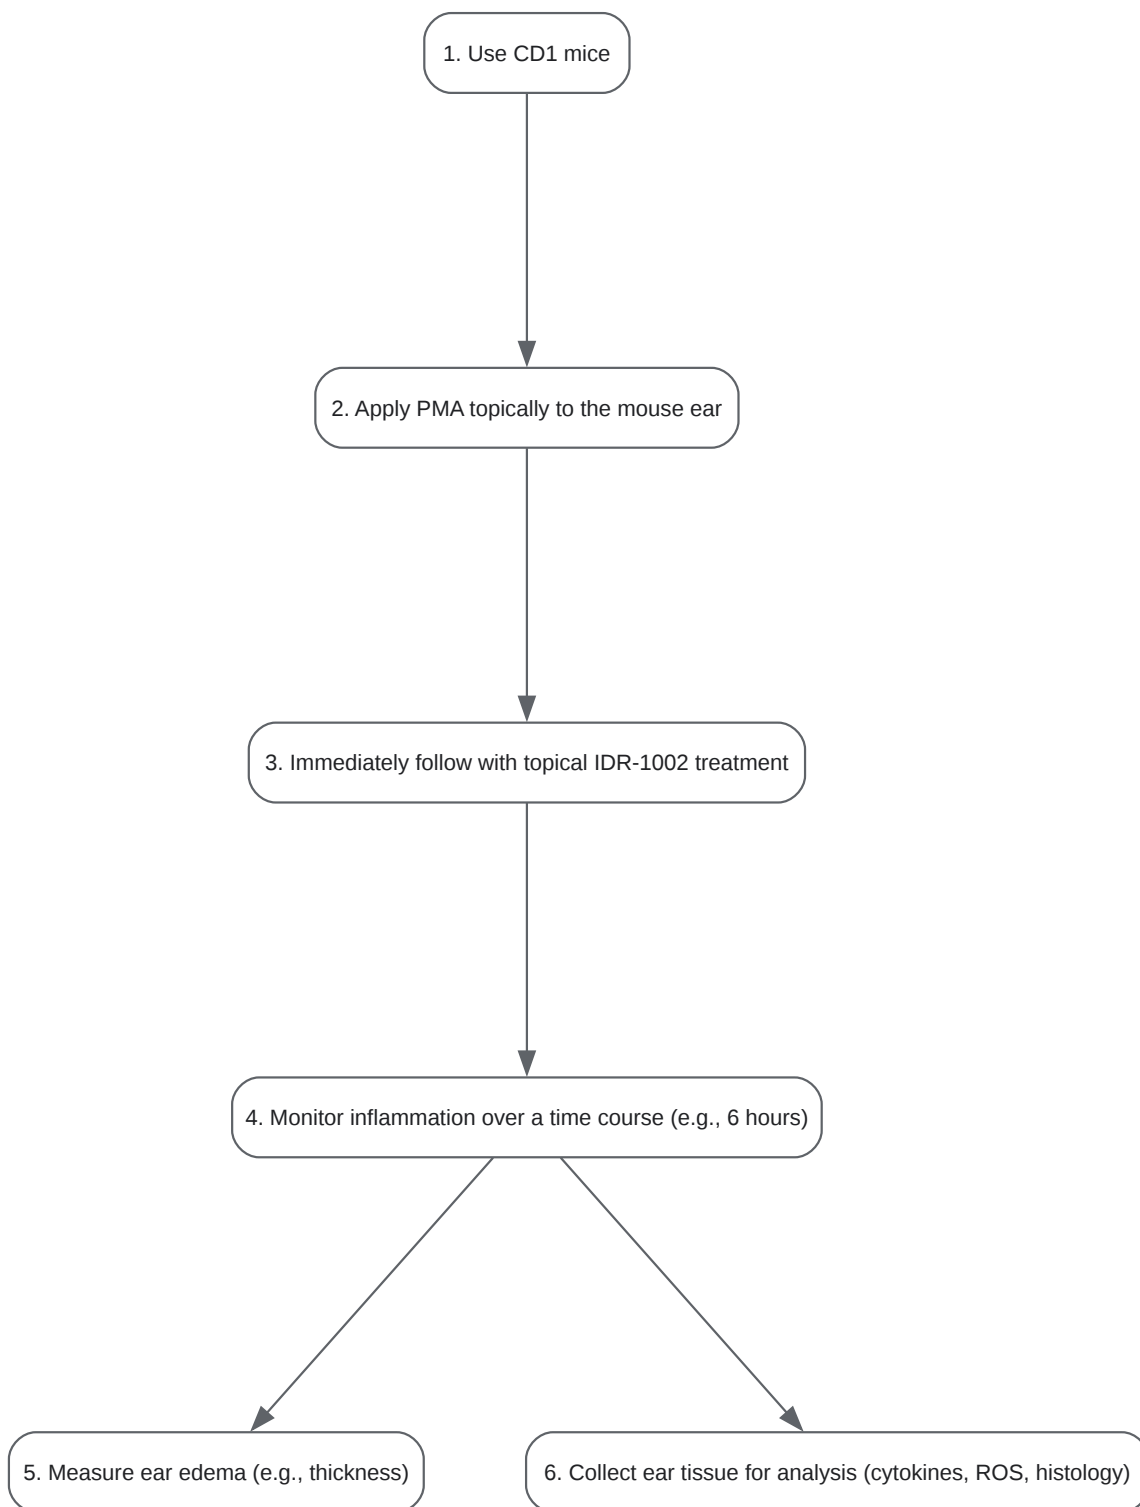 1. Use CD1 mice
2. Apply PMA topically to the mouse ear
3. Immediately follow with topical IDR-1002 treatment
4. Monitor inflammation over a time course (e.g., 6 hours)
5. Measure ear edema (e.g., thickness)
6. Collect ear tissue for analysis (cytokines, ROS, histology)